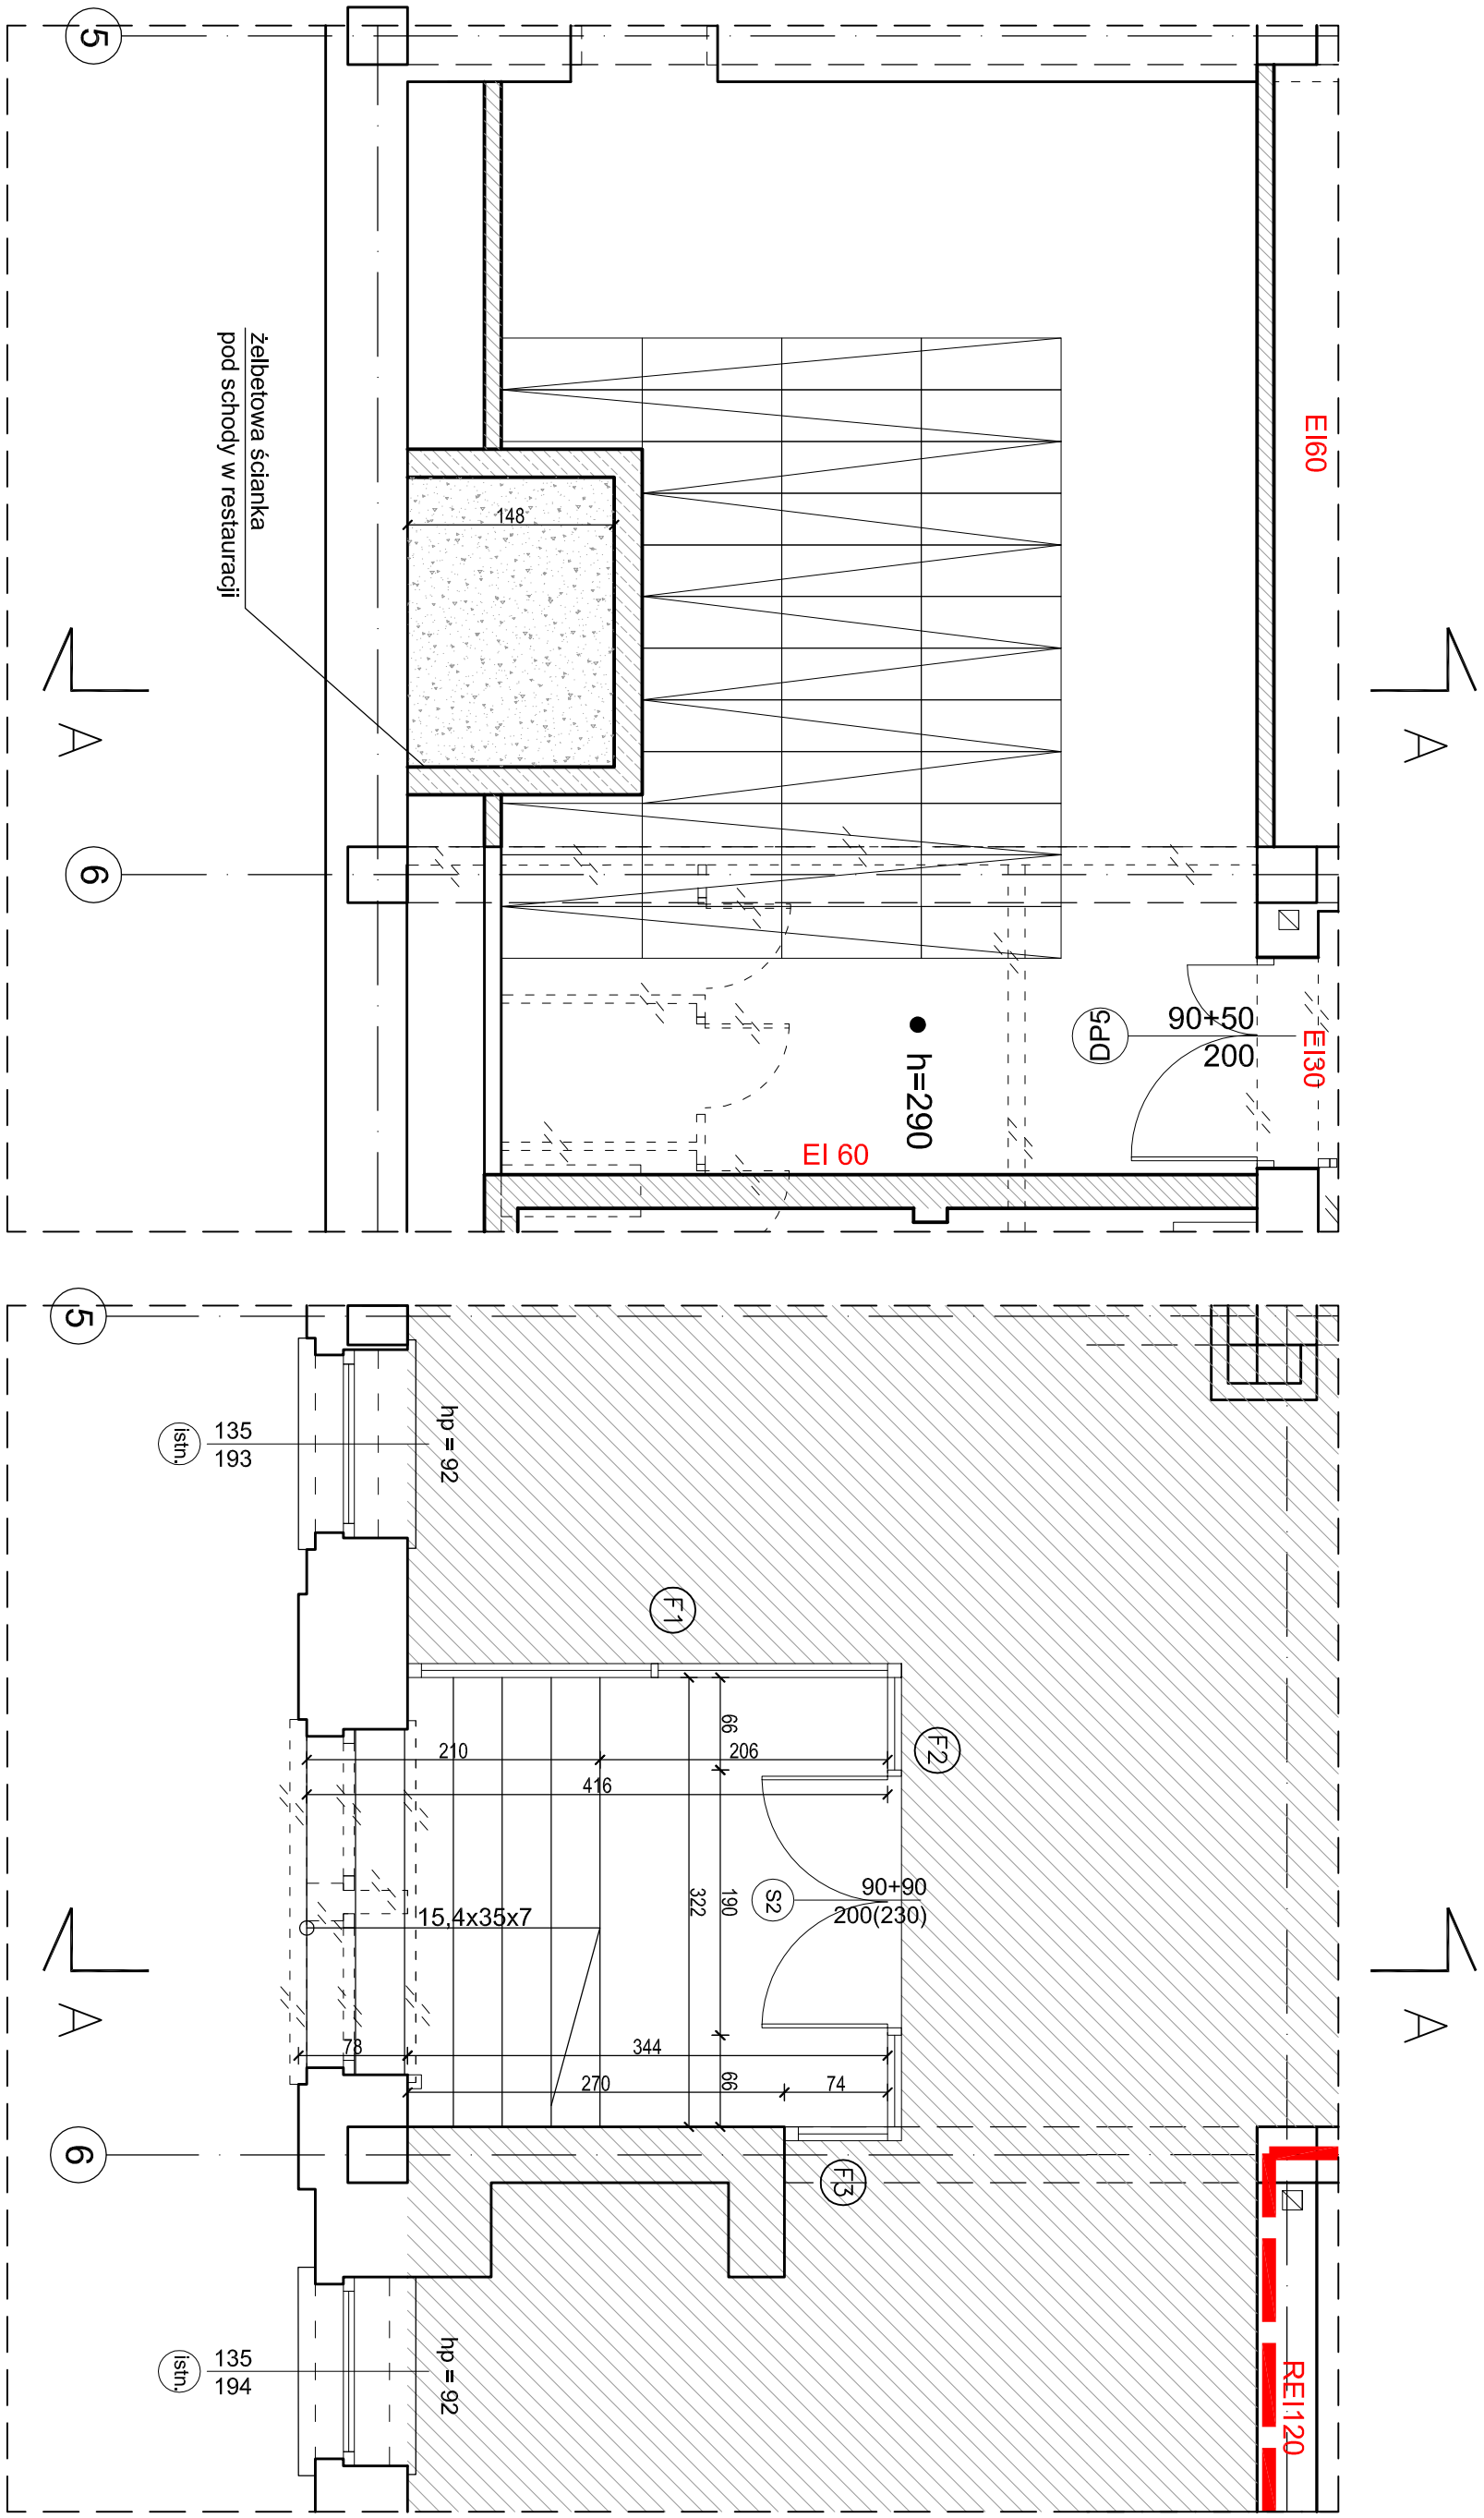 5
EI60
żelbetowa ścianka
pod schody w restauracji
148
A
A
6
DP5
90+50
200
EI30
h=290
EI 60
5
istn.
135
193
hp = 92
F1
F2
66
210
206
416
15,4x35x7
322
190
S2
90+90
200(230)
A
A
78
344
66
270
74
6
F3
istn.
135
194
hp = 92
REI120